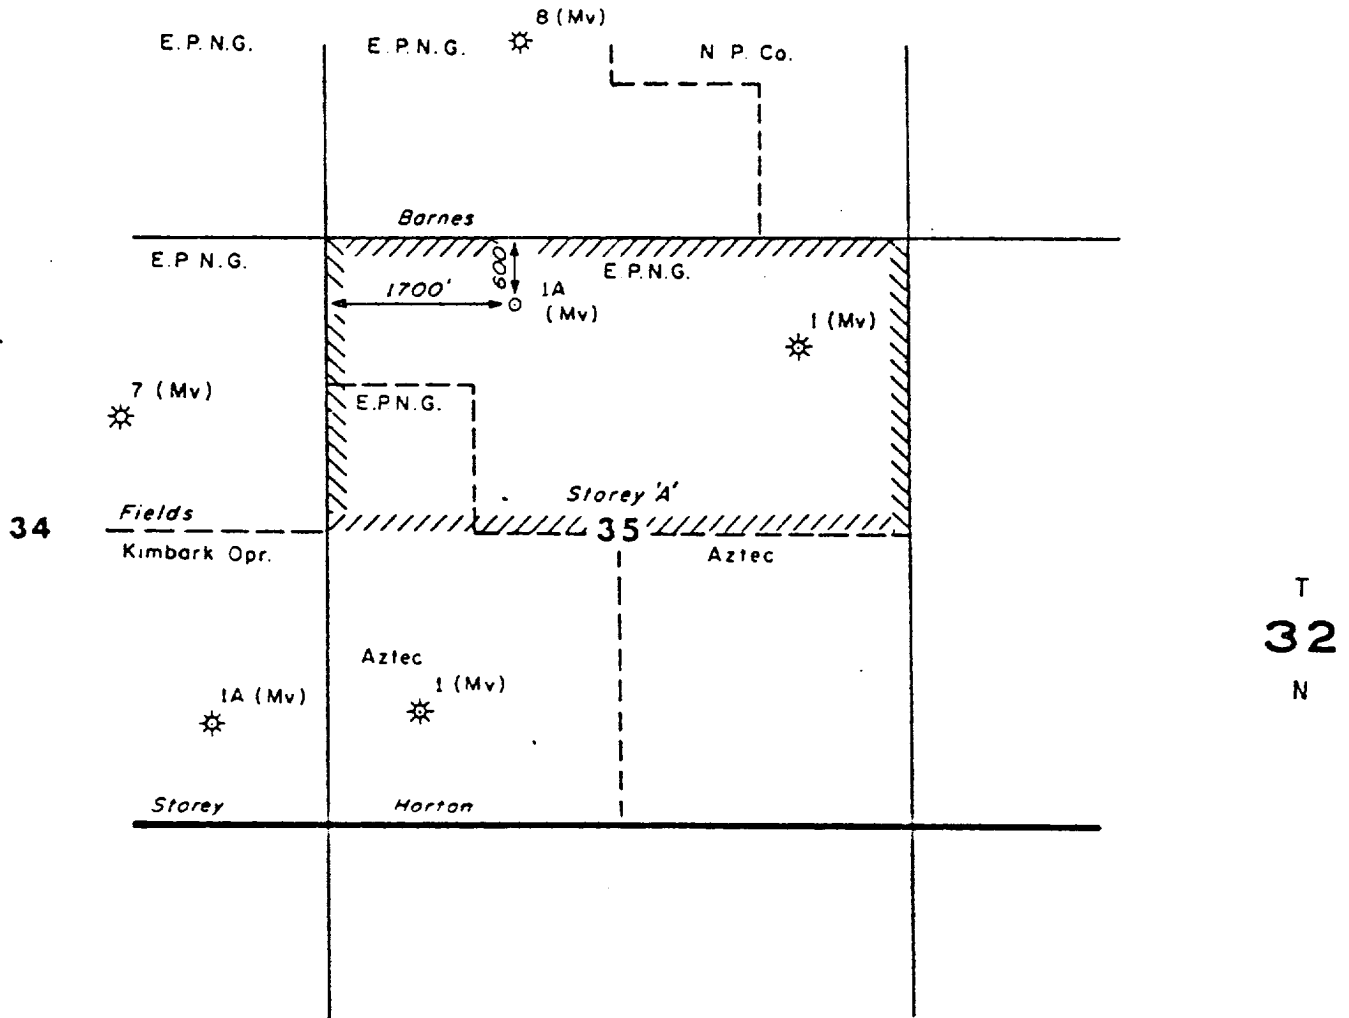 8 (Mv)
E.P.N.G.
E.P.N.G.
N P. Co.
Barnes
E.P N.G.
600'
E.P.N.G.
1700'
1A
(Mv)
1 (Mv)
7 (Mv)
E.P.N.G.
Storey 'A'
Fields
34
35
Kimbark Opr.
Aztec
T
32
N
Aztec
1 (Mv)
1A (Mv)
Storey
Horton